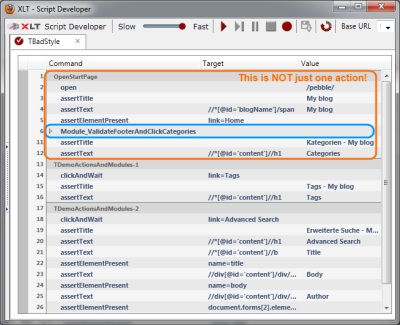 XLT - Script Developer
XLT Script Developer Slow Fast Base URL
TBadStyle
Command Target Value
1 OpenStartPage This is NOT just one action!
2 open /pebble/
3 assertTitle My blog
4 assertText //*[@id='blogName']/span My blog
5 assertElementPresent link=Home
6 Module_ValidateFooterAndClickCategories
11 assertTitle Kategorien - My blog
12 assertText //*[@id='content']//h1 Categories
13 TDemoActionsAndModules-1
14 clickAndWait link=Tags
15 assertTitle Tags - My blog
16 assertText //*[@id='content']//h1
17 TDemoActionsAndModules-2
18 clickAndWait link=Advanced Search
19 assertTitle Erweiterte Suche - M...
20 assertText //*[@id='content']//h1 Advanced Search
21 assertText //*[@id='content']//b Title
22 assertElementPresent name=title
23 assertText //div[@id='content']/div/... Body
24 assertElementPresent name=body
25 assertText //div[@id='content']/div/... Author
26 assertElementPresent document.forms[2].eleme...